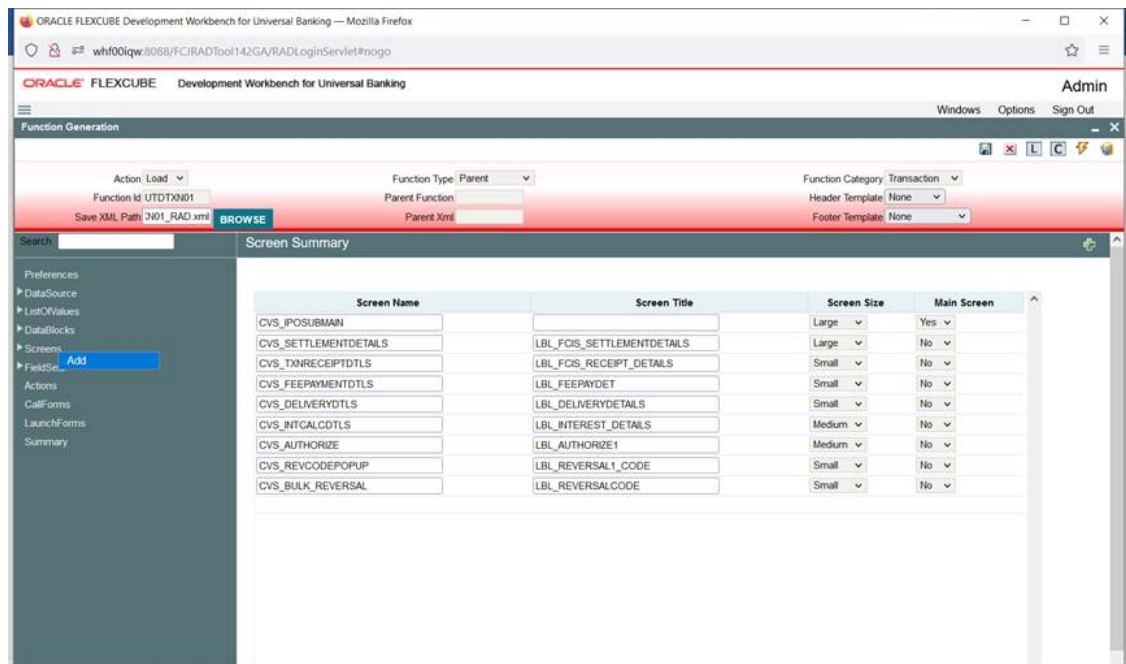 ORACLE FLEXCUBE Development Workbench for Universal Banking — Mozilla Firefox
whf00iqw:8088/FCJRADTool142GA/RADLoginServlet#nogo
ORACLE FLEXCUBE Development Workbench for Universal Banking Admin
Windows Options Sign Out
Function Generation
L C
Action Load Function Type Parent Function Category Transaction
Function Id UTDTXN01 Parent Function Header Template None
Save XML Path :N01_RAD.xml BROWSE Parent Xml Footer Template None
Search Screen Summary
Preferences
DataSource
ListOfValues
DataBlocks
Screens
Add
FieldSe
Actions
CallForms
LaunchForms
Summary
Screen Name Screen Title Screen Size Main Screen
CVS_IPOSUBMAIN Large Yes
CVS_SETTLEMENTDETAILS LBL_FCIS_SETTLEMENTDETAILS Large No
CVS_TXNRECEIPTDTLS LBL_FCIS_RECEIPT_DETAILS Small No
CVS_FEEPAYMENTDTLS LBL_FEEPAYDET Small No
CVS_DELIVERYDTLS LBL_DELIVERYDETAILS Small No
CVS_INTCALCDTLS LBL_INTEREST_DETAILS Medium No
CVS_AUTHORIZE LBL_AUTHORIZE1 Medium No
CVS_REVCODEPOPUP LBL_REVERSAL1_CODE Small No
CVS_BULK_REVERSAL LBL_REVERSALCODE Small No